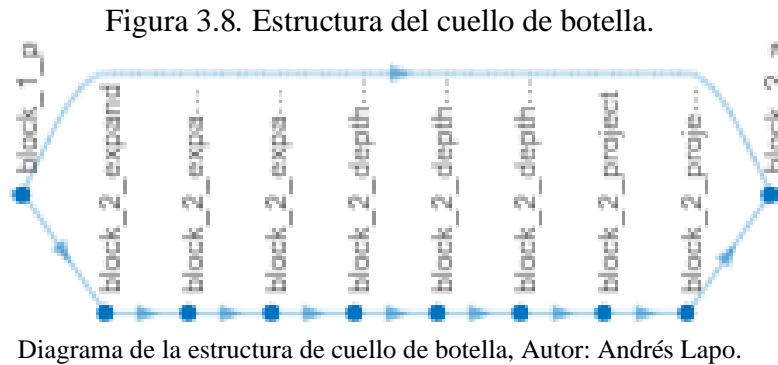 Figura 3.8. Estructura del cuello de botella.
block_1_p
block_2_expand
block_2_expa...
block_2_expa...
block_2_depth...
block_2_depth...
block_2_depth...
block_2_project
block_2_proje...
Diagrama de la estructura de cuello de botella, Autor: Andrés Lapo.